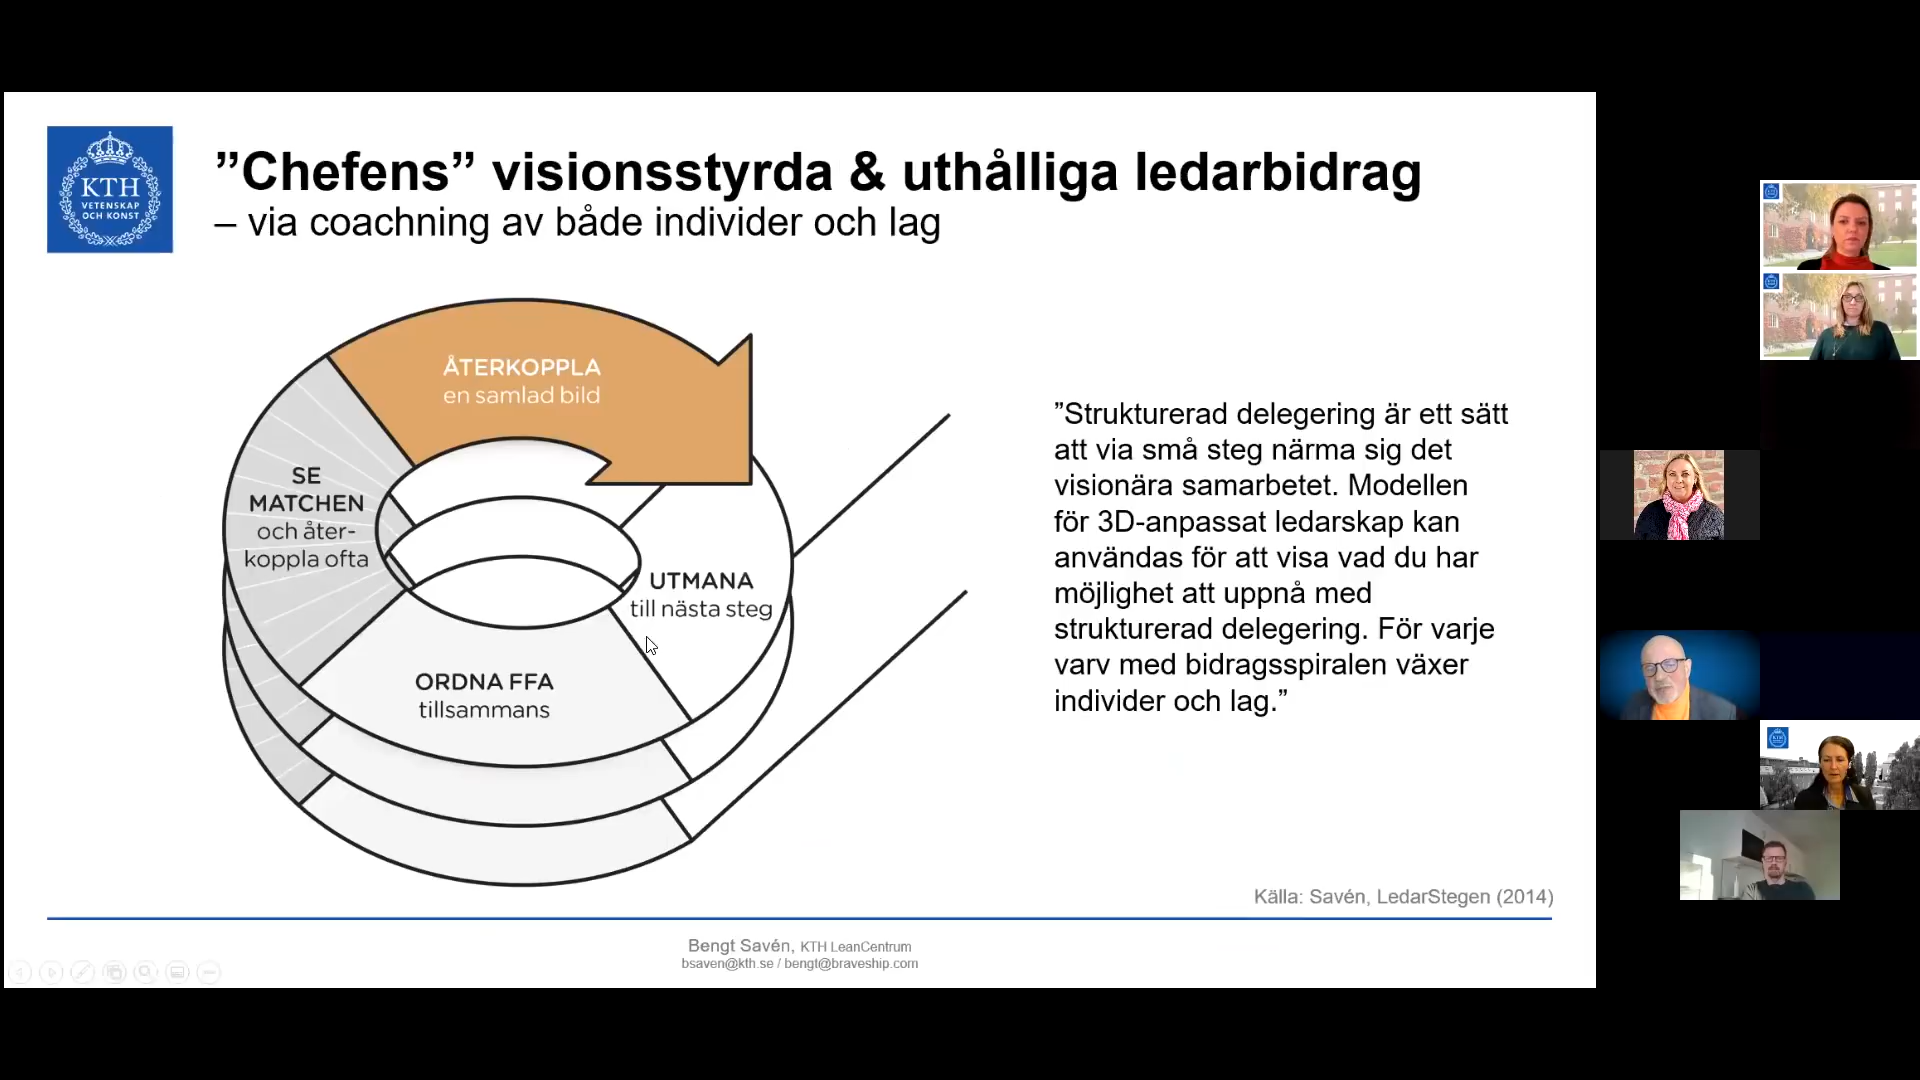 KTH
VETENSKAP
OCH KONST
”Chefens” visionsstyrda & uthålliga ledarbidrag
– via coachning av både individer och lag
ÅTERKOPPLA
en samlad bild
SE
MATCHEN
och åter-
koppla ofta
UTMANA
till nästa steg
ORDNA FFA
tillsammans
”Strukturerad delegering är ett sätt
att via små steg närma sig det
visionära samarbetet. Modellen
för 3D-anpassat ledarskap kan
användas för att visa vad du har
möjlighet att uppnå med
strukturerad delegering. För varje
varv med bidragsspiralen växer
individer och lag.”
Källa: Savén, LedarStegen (2014)
Bengt Savén, KTH LeanCentrum
bsaven@kth.se / bengt@braveship.com